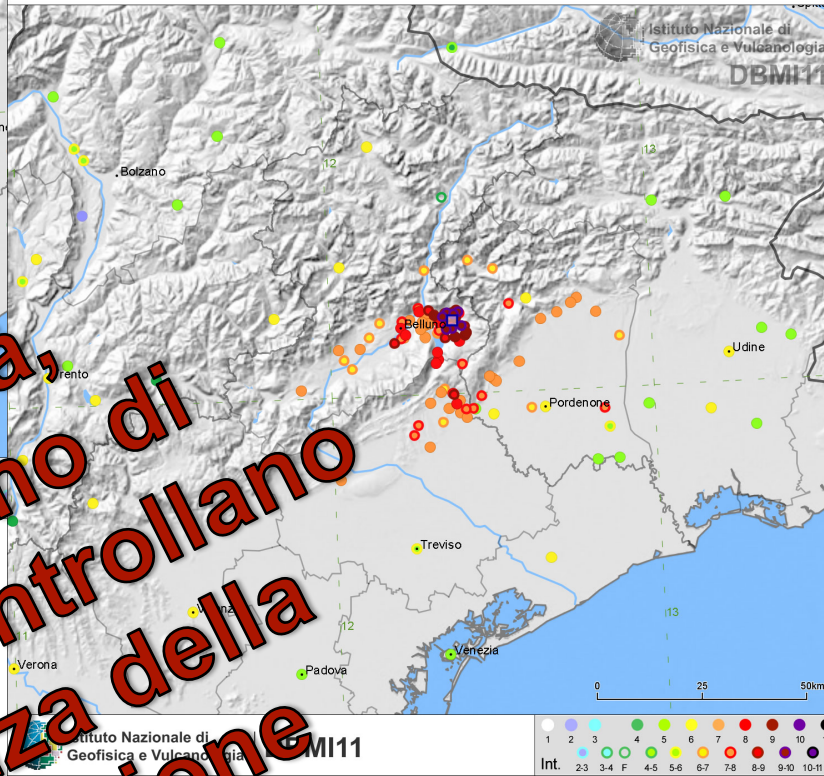 Istituto Nazionale di
Geofisica e Vulcanologia
DBMI11
12
13
Bolzano
Belluno
Udine
Pordenone
Treviso
Venezia
12
13
Verona
Padova
no di
ntrollano
za della
ione
0 25 50km
Istituto Nazionale di
Geofisica e Vulcanologia
DBMI11
1 2 3 4 5 6 7 8 9 10
Int. 2-3 3-4 F 4-5 5-6 6-7 7-8 8-9 9-10 10-11